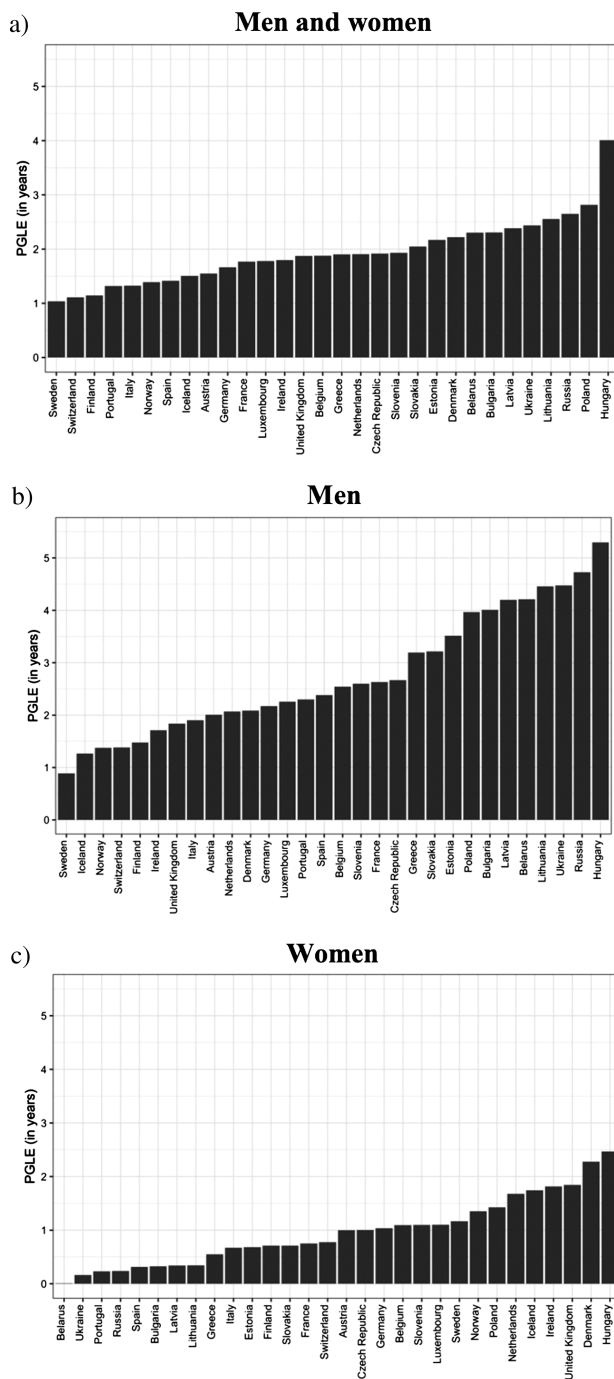 a)
Men and women
PGLE (in years)
5
4
3
2
1
0
Sweden
Switzerland
Finland
Portugal
Italy
Norway
Spain
Iceland
Austria
Germany
France
Luxembourg
Ireland
United Kingdom
Belgium
Greece
Netherlands
Czech Republic
Slovenia
Slovakia
Estonia
Denmark
Belarus
Bulgaria
Latvia
Ukraine
Lithuania
Russia
Poland
Hungary
b)
Men
PGLE (in years)
5
4
3
2
1
0
Sweden
Iceland
Norway
Switzerland
Finland
Ireland
United Kingdom
Italy
Austria
Netherlands
Denmark
Germany
Luxembourg
Portugal
Spain
Belgium
Slovenia
France
Czech Republic
Greece
Slovakia
Estonia
Poland
Bulgaria
Latvia
Belarus
Lithuania
Ukraine
Russia
Hungary
c)
Women
PGLE (in years)
5
4
3
2
1
0
Belarus
Ukraine
Portugal
Russia
Spain
Bulgaria
Latvia
Lithuania
Greece
Italy
Estonia
Finland
Slovakia
France
Switzerland
Austria
Czech Republic
Germany
Belgium
Slovenia
Luxembourg
Sweden
Norway
Poland
Netherlands
Iceland
Ireland
United Kingdom
Denmark
Hungary